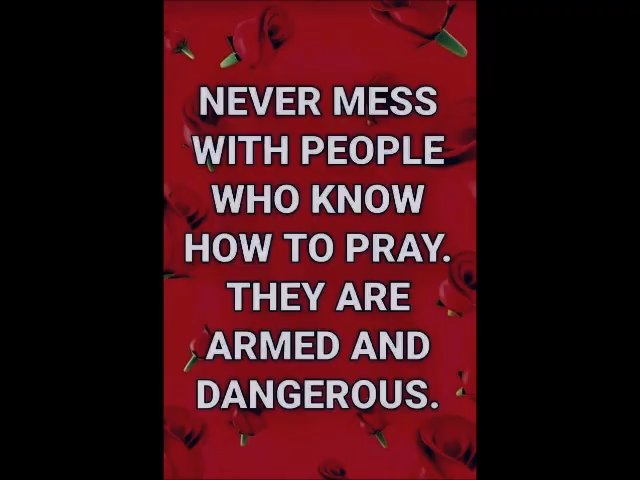 NEVER MESS
WITH PEOPLE
WHO KNOW
HOW TO PRAY.
THEY ARE
ARMED AND
DANGEROUS.